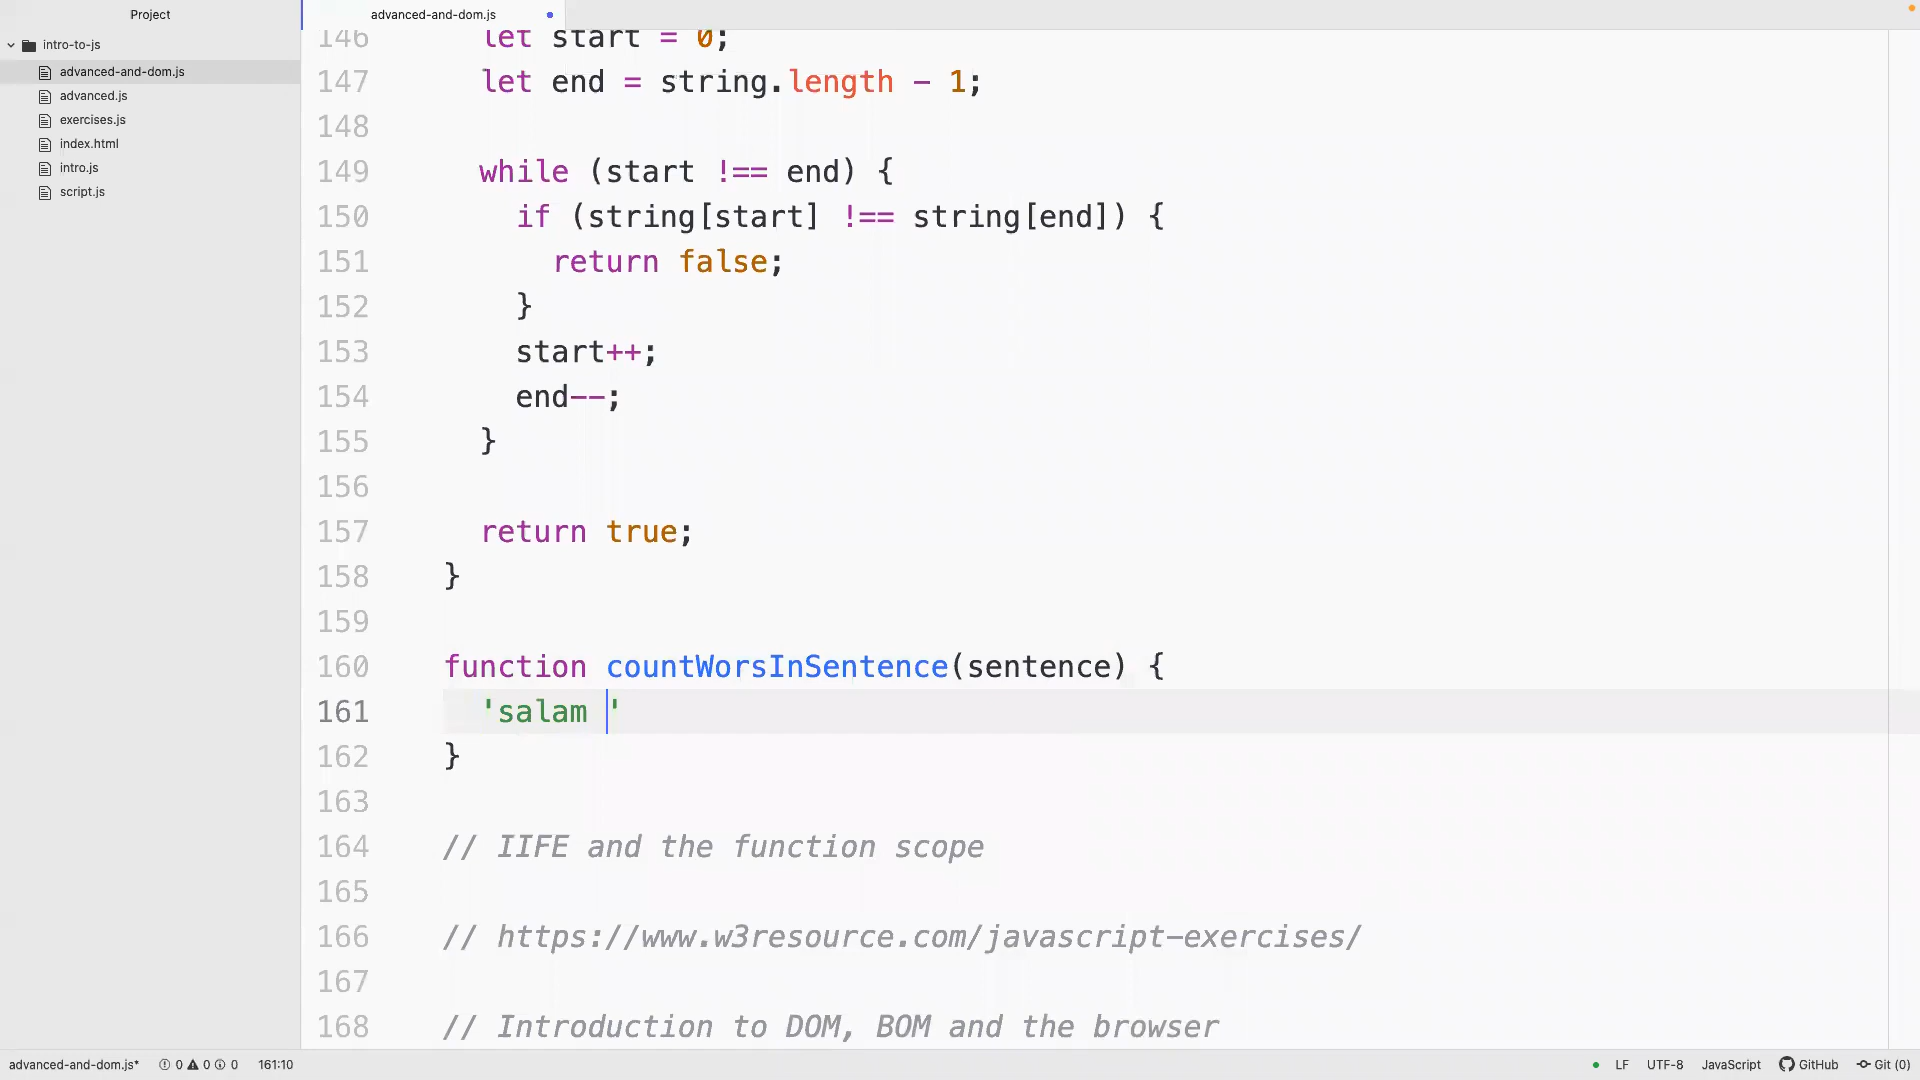 Project
advanced-and-dom.js
intro-to-js
advanced-and-dom.js
advanced.js
exercises.js
index.html
intro.js
script.js
146 let start = 0;
147 let end = string.length - 1;
148
149 while (start !== end) {
150 if (string[start] !== string[end]) {
151 return false;
152 }
153 start++;
154 end--;
155 }
156
157 return true;
158 }
159
160 function countWorsInSentence(sentence) {
161 'salam '
162 }
163
164 // IIFE and the function scope
165
166 // https://www.w3resource.com/javascript-exercises/
167
168 // Introduction to DOM, BOM and the browser
advanced-and-dom.js* 0 0 0 161:10 LF UTF-8 JavaScript GitHub Git (0)